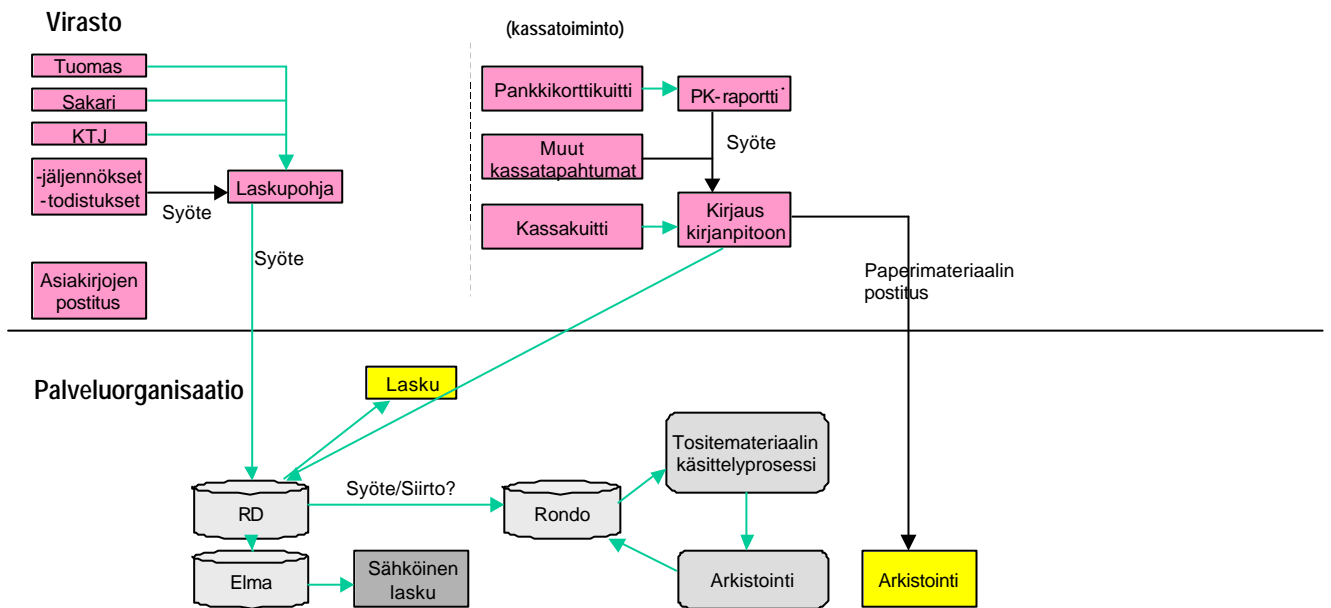 Virasto
(kassatoiminto)
Tuomas
Sakari
KTJ
-jäljennökset
-todistukset
Syöte
Laskupohja
Syöte
Asiakirjojen
postitus
Pankkikorttikuitti
PK-raportti
Syöte
Muut
kassatapahtumat
Kassakuitti
Kirjaus
kirjanpitoon
Paperimateriaalin
postitus
Palveluorganisaatio
Lasku
RD
Syöte/Siirto?
Rondo
Tositemateriaalin
käsittelyprosessi
Elma
Sähköinen
lasku
Arkistointi
Arkistointi